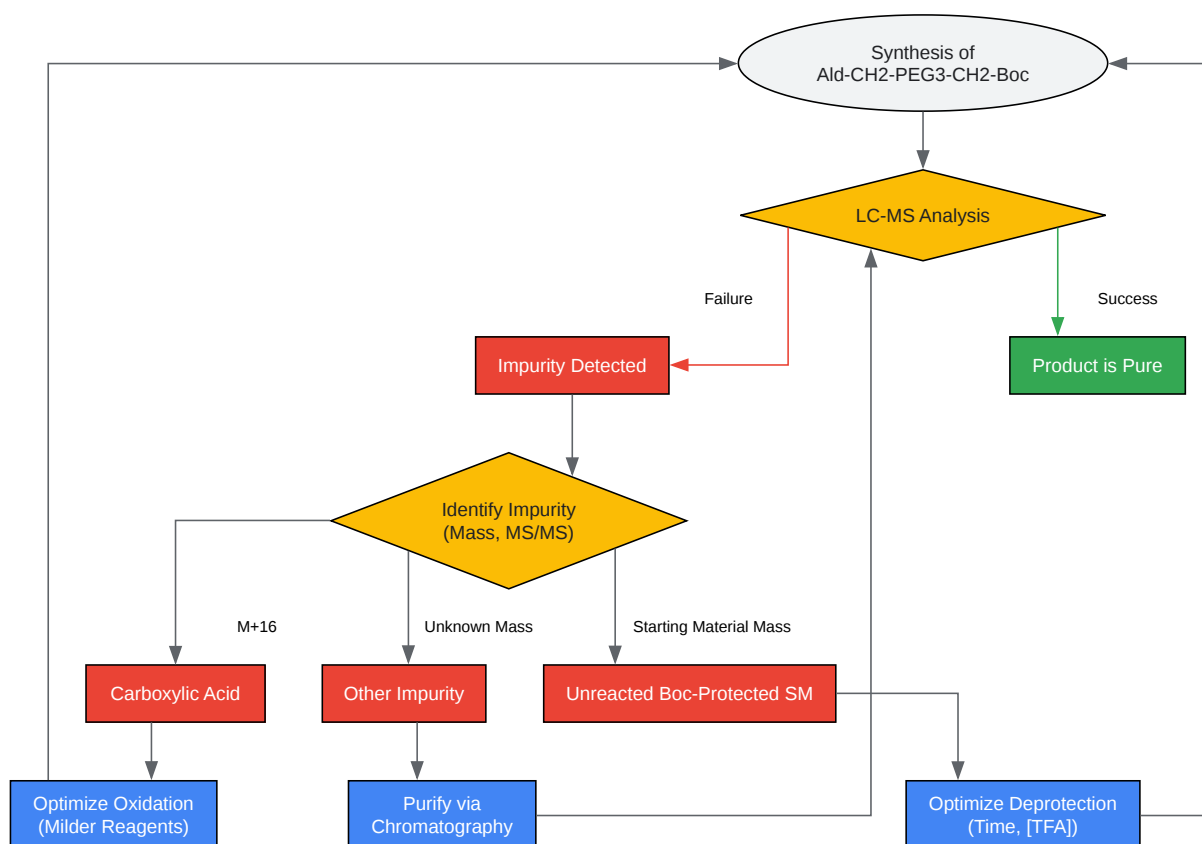 Synthesis of
Ald-CH2-PEG3-CH2-Boc
LC-MS Analysis
Failure
Success
Impurity Detected
Product is Pure
Identify Impurity
(Mass, MS/MS)
M+16
Unknown Mass
Starting Material Mass
Carboxylic Acid
Other Impurity
Unreacted Boc-Protected SM
Optimize Oxidation
(Milder Reagents)
Purify via
Chromatography
Optimize Deprotection
(Time, [TFA])